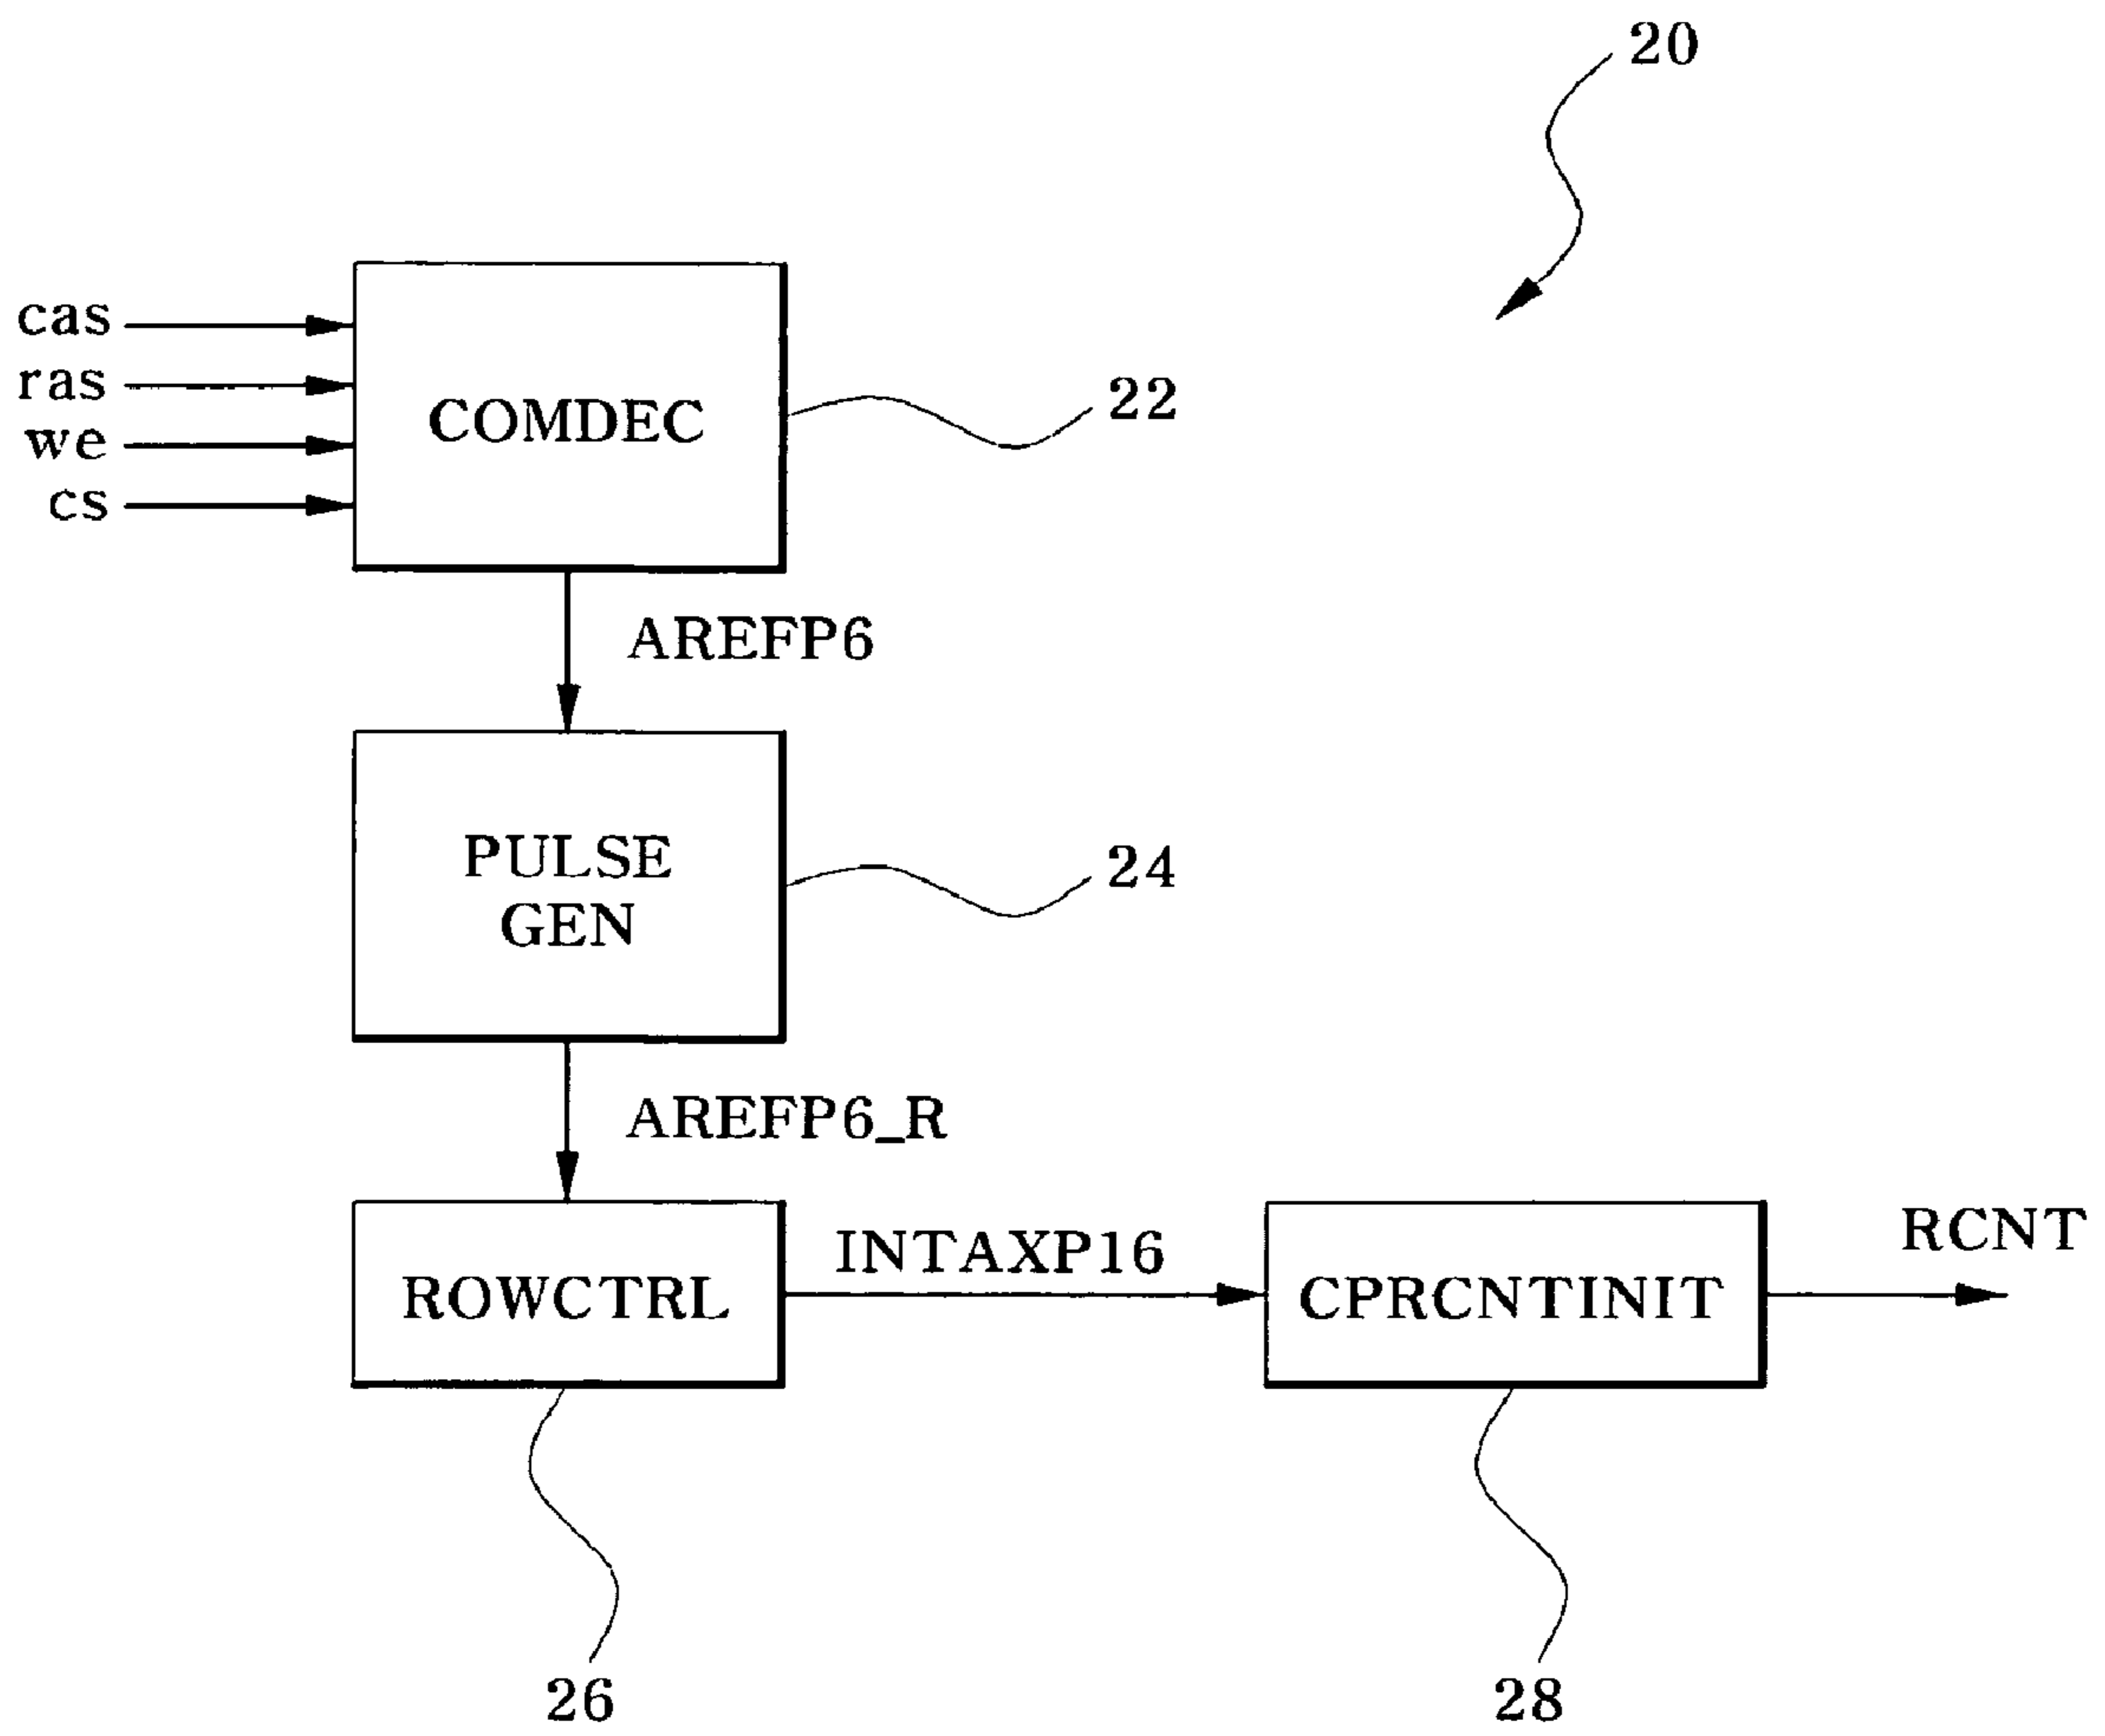 20
cas
ras
we
cs
COMDEC
22
AREFP6
PULSE
GEN
24
AREFP6_R
ROWCTRL
INTAXP16
CPRCNTINIT
RCNT
26
28